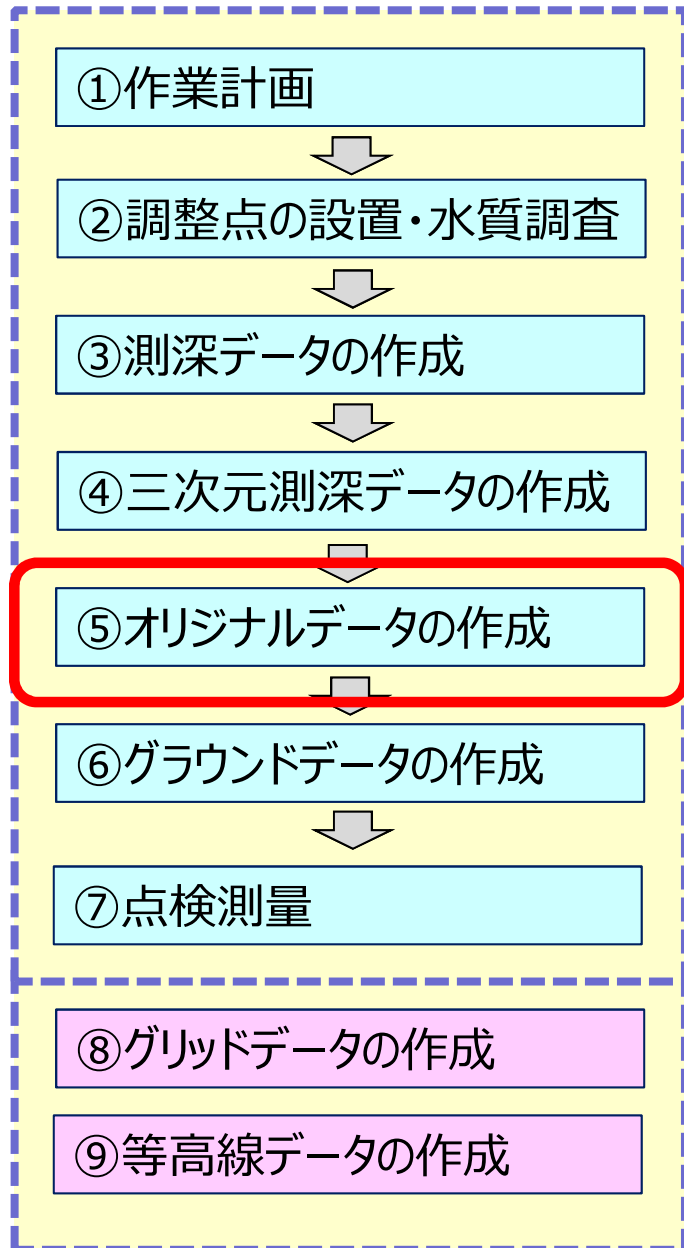 ①作業計画
②調整点の設置・水質調査
③測深データの作成
④三次元測深データの作成
⑤オリジナルデータの作成
⑥グラウンドデータの作成
⑦点検測量
⑧グリッドデータの作成
⑨等高線データの作成